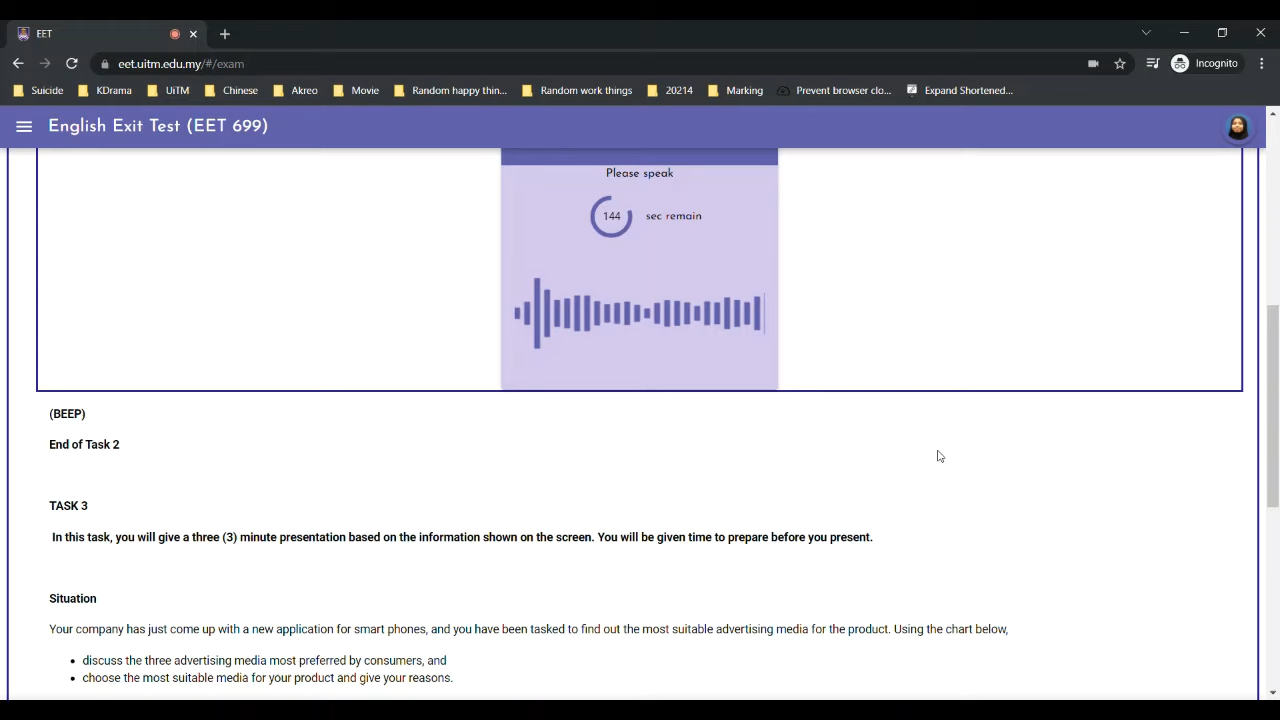 EET
eet.uitm.edu.my/#/exam
Incognito
Suicide KDrama UiTM Chinese Akreo Movie Random happy thin... Random work things 20214 Marking Prevent browser clo... Expand Shortened...
English Exit Test (EET 699)
Please speak
144 sec remain
(BEEP)
End of Task 2
TASK 3
In this task, you will give a three (3) minute presentation based on the information shown on the screen. You will be given time to prepare before you present.
Situation
Your company has just come up with a new application for smart phones, and you have been tasked to find out the most suitable advertising media for the product. Using the chart below,
• discuss the three advertising media most preferred by consumers, and
• choose the most suitable media for your product and give your reasons.